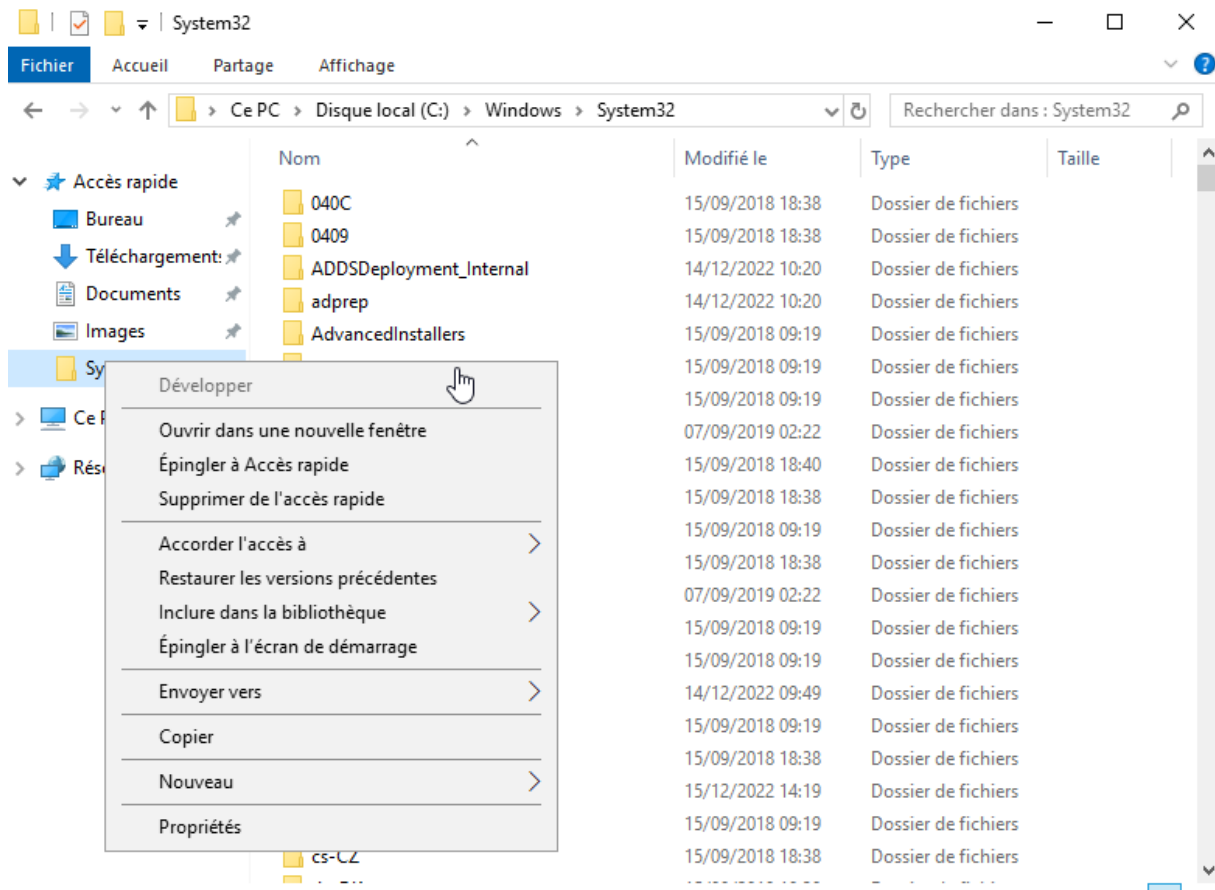 System32
Fichier Accueil Partage Affichage
Ce PC > Disque local (C:) > Windows > System32 Rechercher dans : System32
Nom Modifié le Type Taille
Accès rapide
Bureau
Téléchargement
Documents
Images
Sy
Ce
Rés
040C 15/09/2018 18:38 Dossier de fichiers
0409 15/09/2018 18:38 Dossier de fichiers
ADDSDeployment_Internal 14/12/2022 10:20 Dossier de fichiers
adprep 14/12/2022 10:20 Dossier de fichiers
AdvancedInstallers 15/09/2018 09:19 Dossier de fichiers
15/09/2018 09:19 Dossier de fichiers
15/09/2018 09:19 Dossier de fichiers
07/09/2019 02:22 Dossier de fichiers
15/09/2018 18:40 Dossier de fichiers
15/09/2018 18:38 Dossier de fichiers
15/09/2018 09:19 Dossier de fichiers
15/09/2018 18:38 Dossier de fichiers
07/09/2019 02:22 Dossier de fichiers
15/09/2018 09:19 Dossier de fichiers
15/09/2018 09:19 Dossier de fichiers
14/12/2022 09:49 Dossier de fichiers
15/09/2018 09:19 Dossier de fichiers
15/09/2018 18:38 Dossier de fichiers
15/12/2022 14:19 Dossier de fichiers
15/09/2018 09:19 Dossier de fichiers
cs-CZ 15/09/2018 18:38 Dossier de fichiers
Développer
Ouvrir dans une nouvelle fenêtre
Épingler à Accès rapide
Supprimer de l'accès rapide
Accorder l'accès à
Restaurer les versions précédentes
Inclure dans la bibliothèque
Épingler à l'écran de démarrage
Envoyer vers
Copier
Nouveau
Propriétés